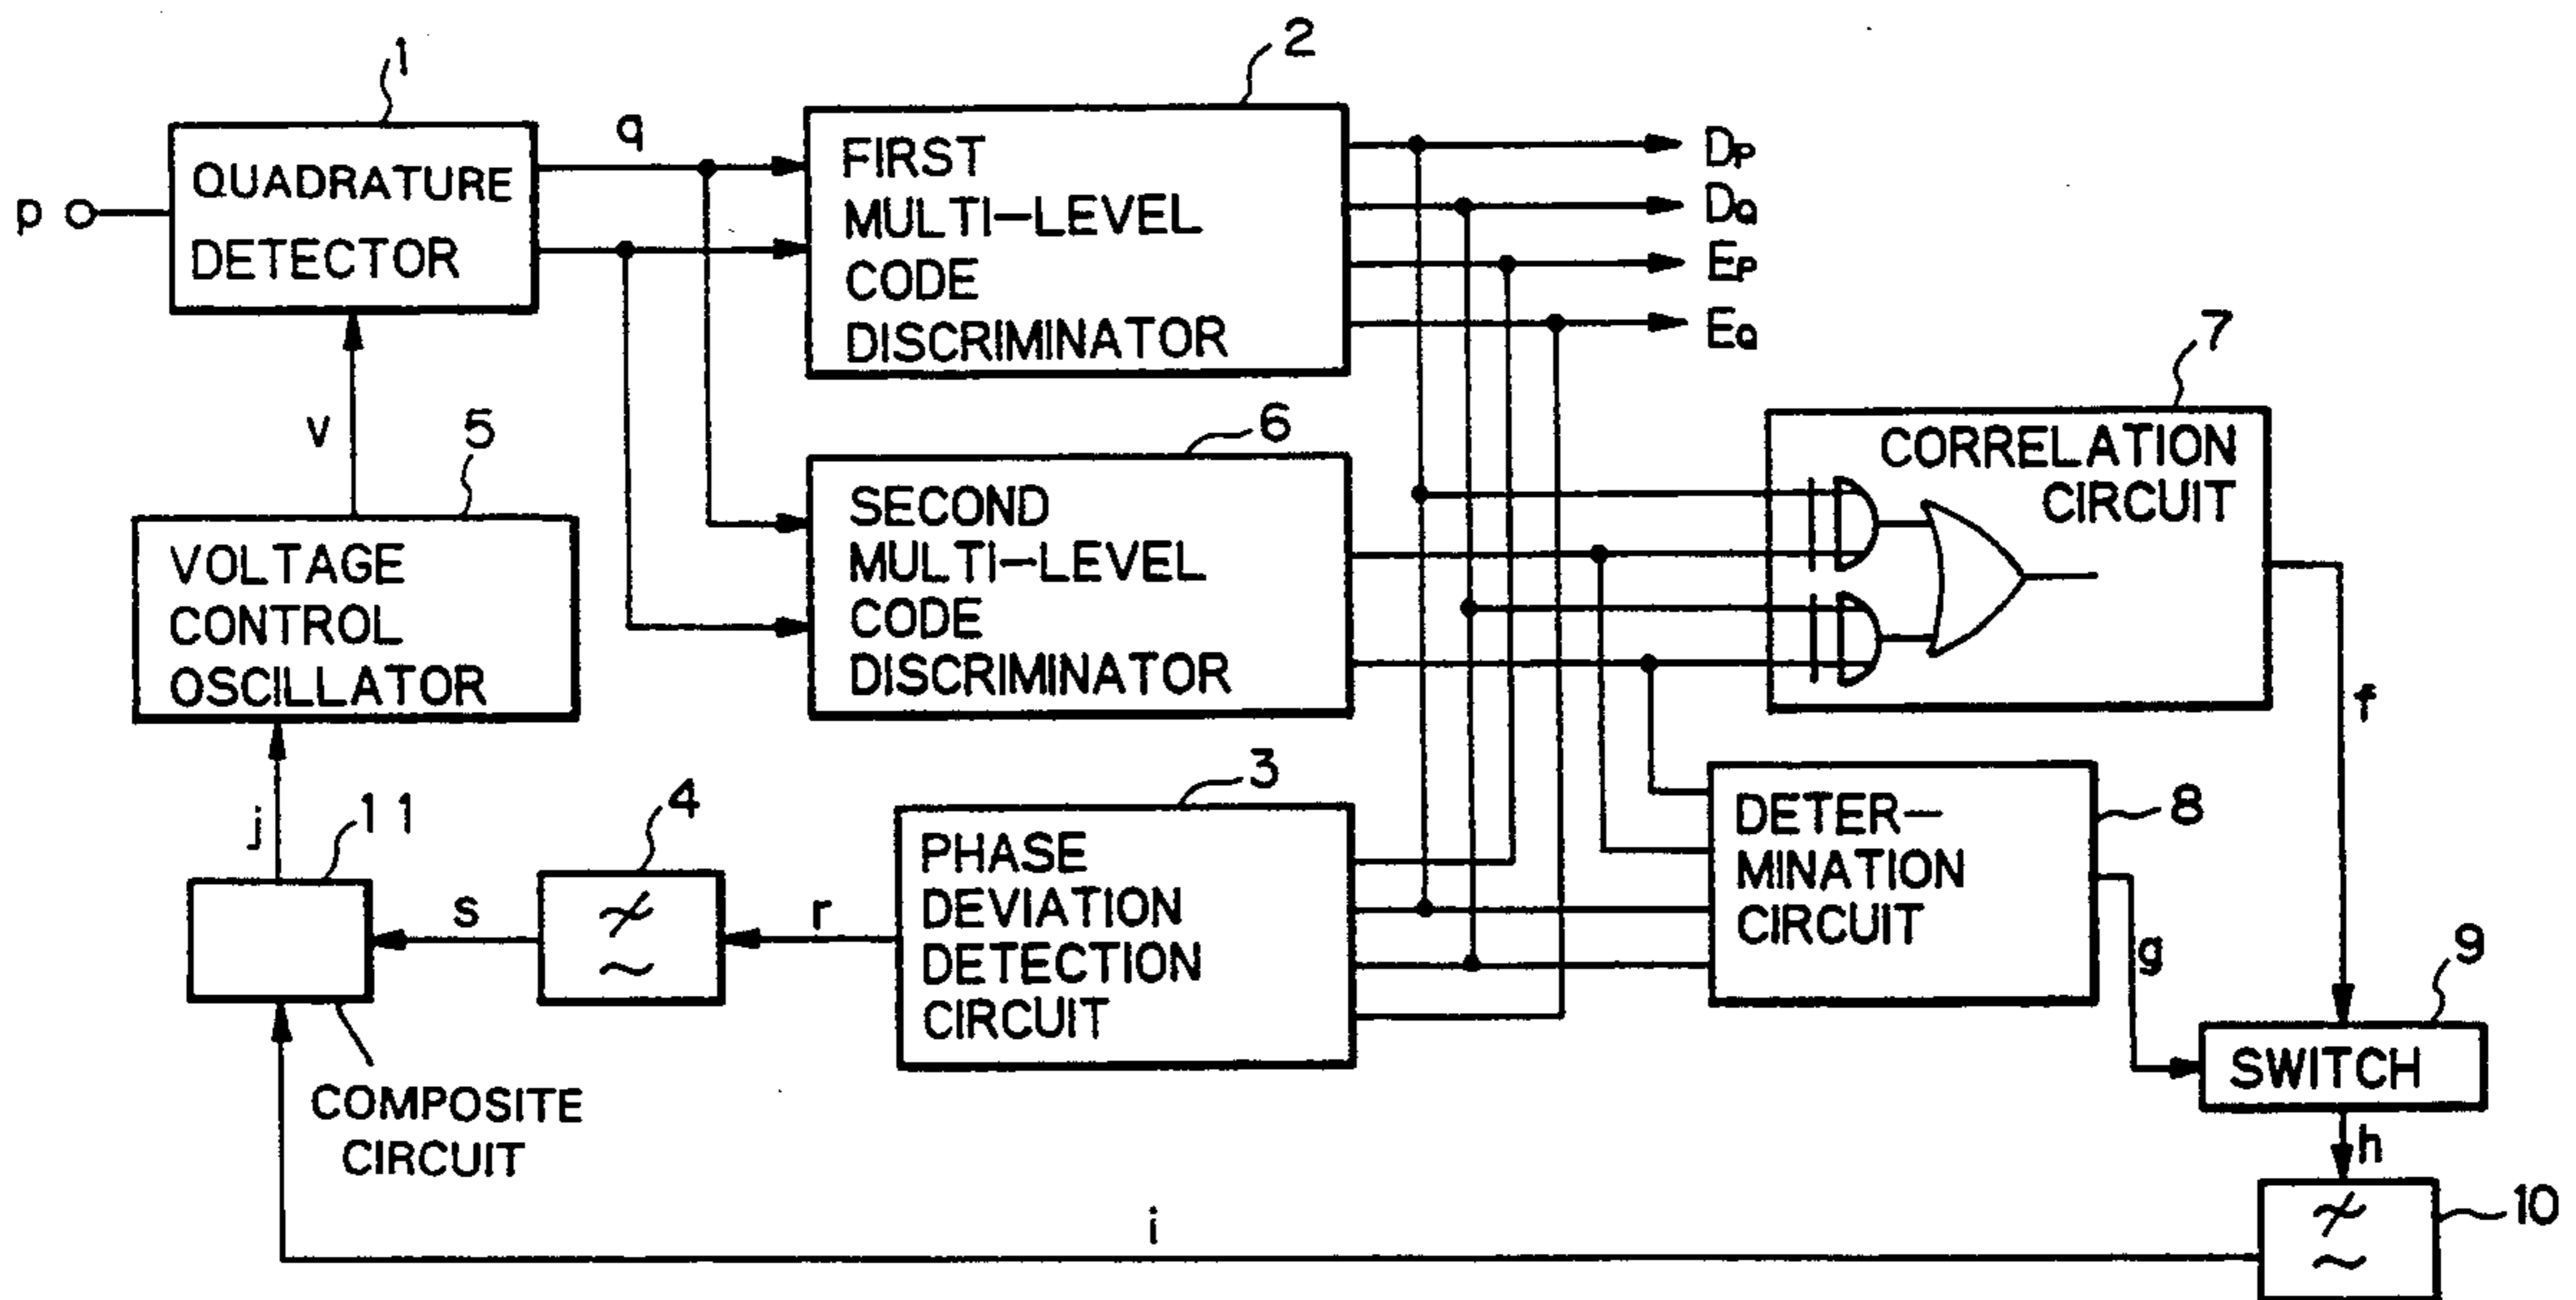 1
2
q
QUADRATURE
DETECTOR
p
FIRST
MULTI-LEVEL
CODE
DISCRIMINATOR
DP
DQ
EP
EQ
7
CORRELATION
CIRCUIT
v
5
6
VOLTAGE
CONTROL
OSCILLATOR
SECOND
MULTI-LEVEL
CODE
DISCRIMINATOR
f
j
11
s
4
r
3
PHASE
DEVIATION
DETECTION
CIRCUIT
DETER-
MINATION
CIRCUIT
8
g
9
SWITCH
COMPOSITE
CIRCUIT
h
i
10